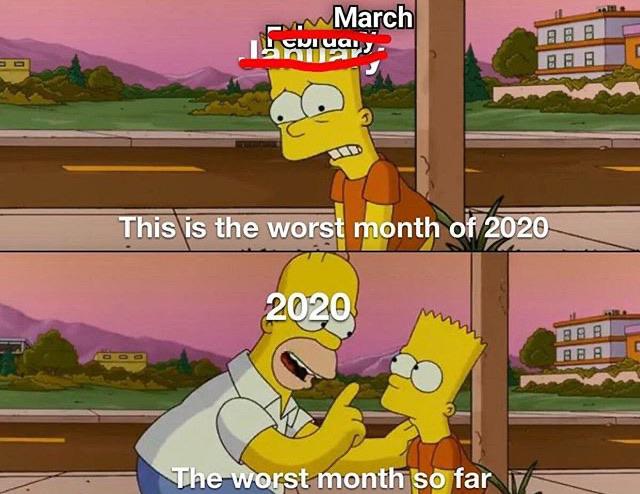 March
February
January
This is the worst month of 2020
2020
The worst month so far